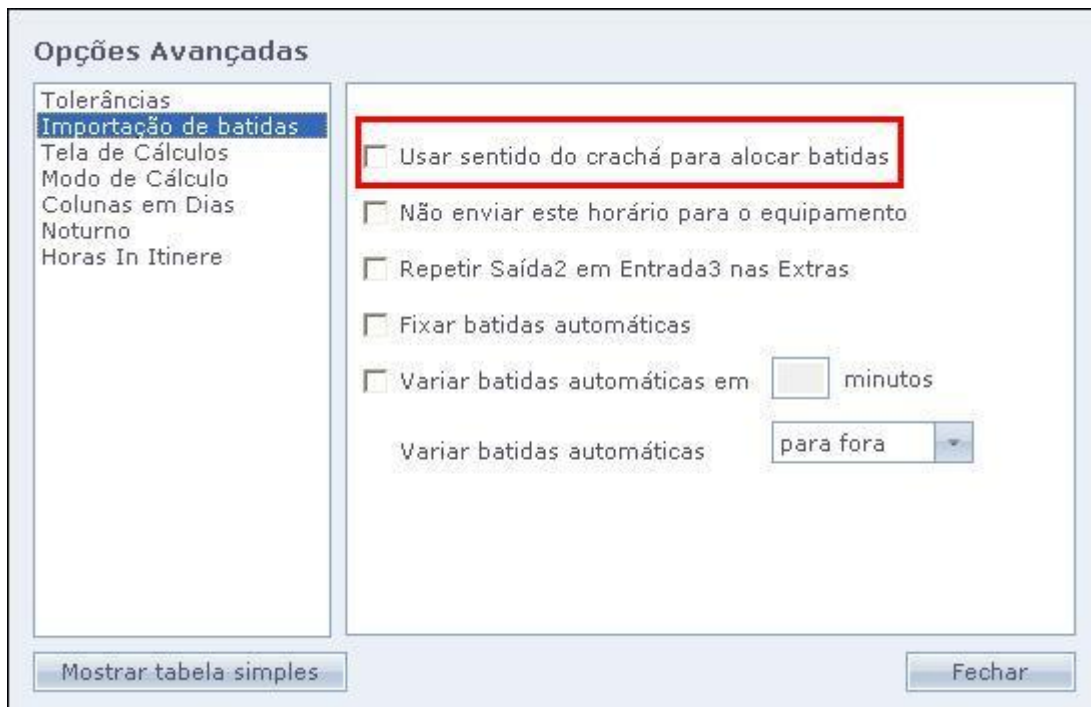 Opções Avançadas
Tolerâncias
Importação de batidas
Tela de Cálculos
Modo de Cálculo
Colunas em Dias
Noturno
Horas In Itinere
Usar sentido do crachá para alocar batidas
Não enviar este horário para o equipamento
Repetir Saída2 em Entrada3 nas Extras
Fixar batidas automáticas
Variar batidas automáticas em minutos
Variar batidas automáticas para fora
Mostrar tabela simples Fechar